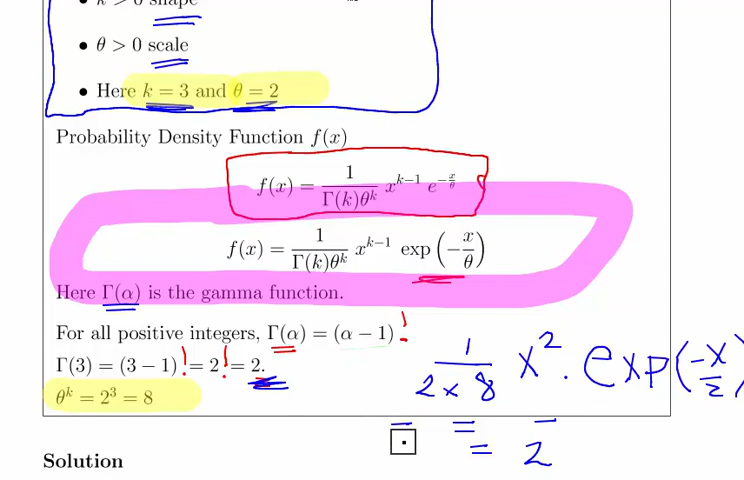 • k > 0 shape
• θ > 0 scale
• Here k = 3 and θ = 2
Probability Density Function f(x)
f(x) = 1/(Γ(k)θ^k) x^(k−1) e^(−x/θ)
f(x) = 1/(Γ(k)θ^k) x^(k−1) exp(−x/θ)
Here Γ(α) is the gamma function.
For all positive integers, Γ(α) = (α − 1)!
Γ(3) = (3 − 1)! = 2! = 2.
θ^k = 2^3 = 8
1/(2 x 8) x^2 . exp(−x/2)
= 2
Solution